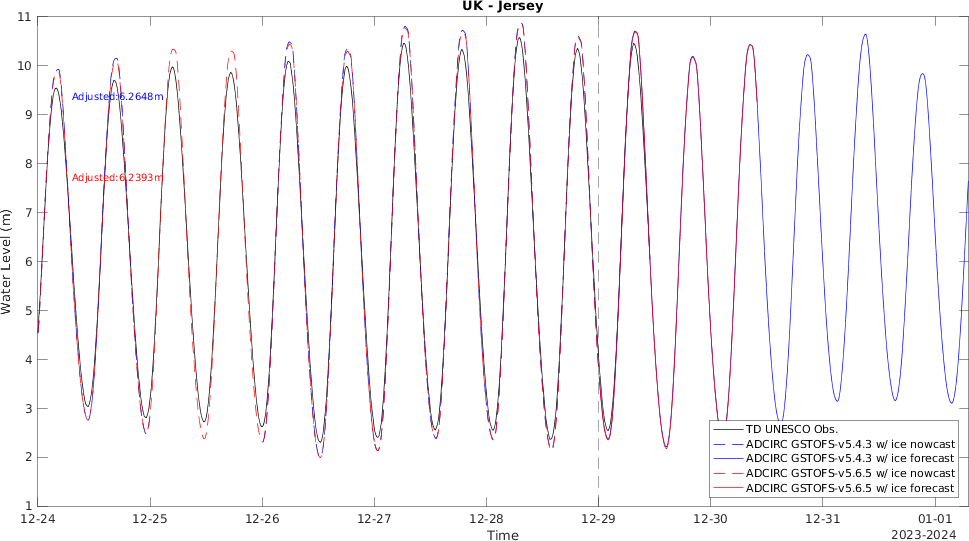 UK - Jersey
11
10
9
8
7
6
5
4
3
2
1
Water Level (m)
Adjusted:6.2648m
Adjusted:6.2393m
TD UNESCO Obs.
ADCIRC GSTOFS-v5.4.3 w/ ice nowcast
ADCIRC GSTOFS-v5.4.3 w/ ice forecast
ADCIRC GSTOFS-v5.6.5 w/ ice nowcast
ADCIRC GSTOFS-v5.6.5 w/ ice forecast
12-24 12-25 12-26 12-27 12-28 12-29 12-30 12-31 01-01
Time
2023-2024